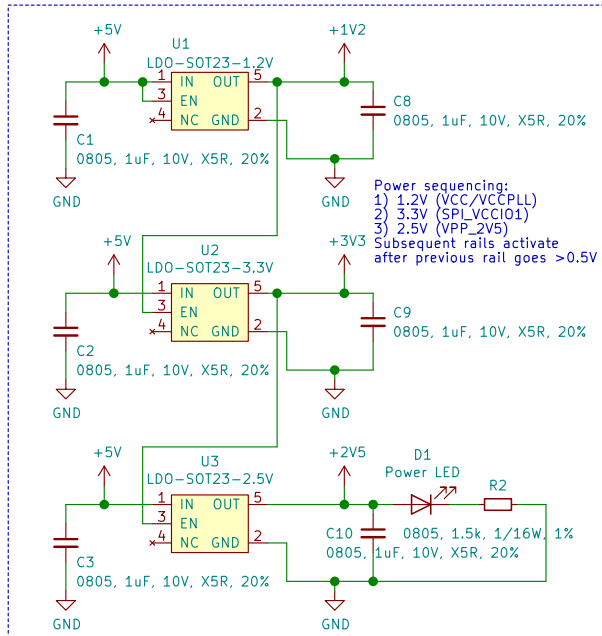 +5V
U1
LDO-SOT23-1.2V
1 IN OUT 5
3 EN
4 NC GND 2
+1V2
C1
0805, 1uF, 10V, X5R, 20%
GND
C8
0805, 1uF, 10V, X5R, 20%
GND
Power sequencing:
1) 1.2V (VCC/VCCPLL)
2) 3.3V (SPI_VCCIO1)
3) 2.5V (VPP_2V5)
Subsequent rails activate
after previous rail goes >0.5V
+5V
U2
LDO-SOT23-3.3V
1 IN OUT 5
3 EN
4 NC GND 2
+3V3
C2
0805, 1uF, 10V, X5R, 20%
GND
C9
0805, 1uF, 10V, X5R, 20%
GND
+5V
U3
LDO-SOT23-2.5V
1 IN OUT 5
3 EN
4 NC GND 2
+2V5
D1
Power LED
R2
0805, 1.5k, 1/16W, 1%
C10
0805, 1uF, 10V, X5R, 20%
C3
0805, 1uF, 10V, X5R, 20%
GND
GND